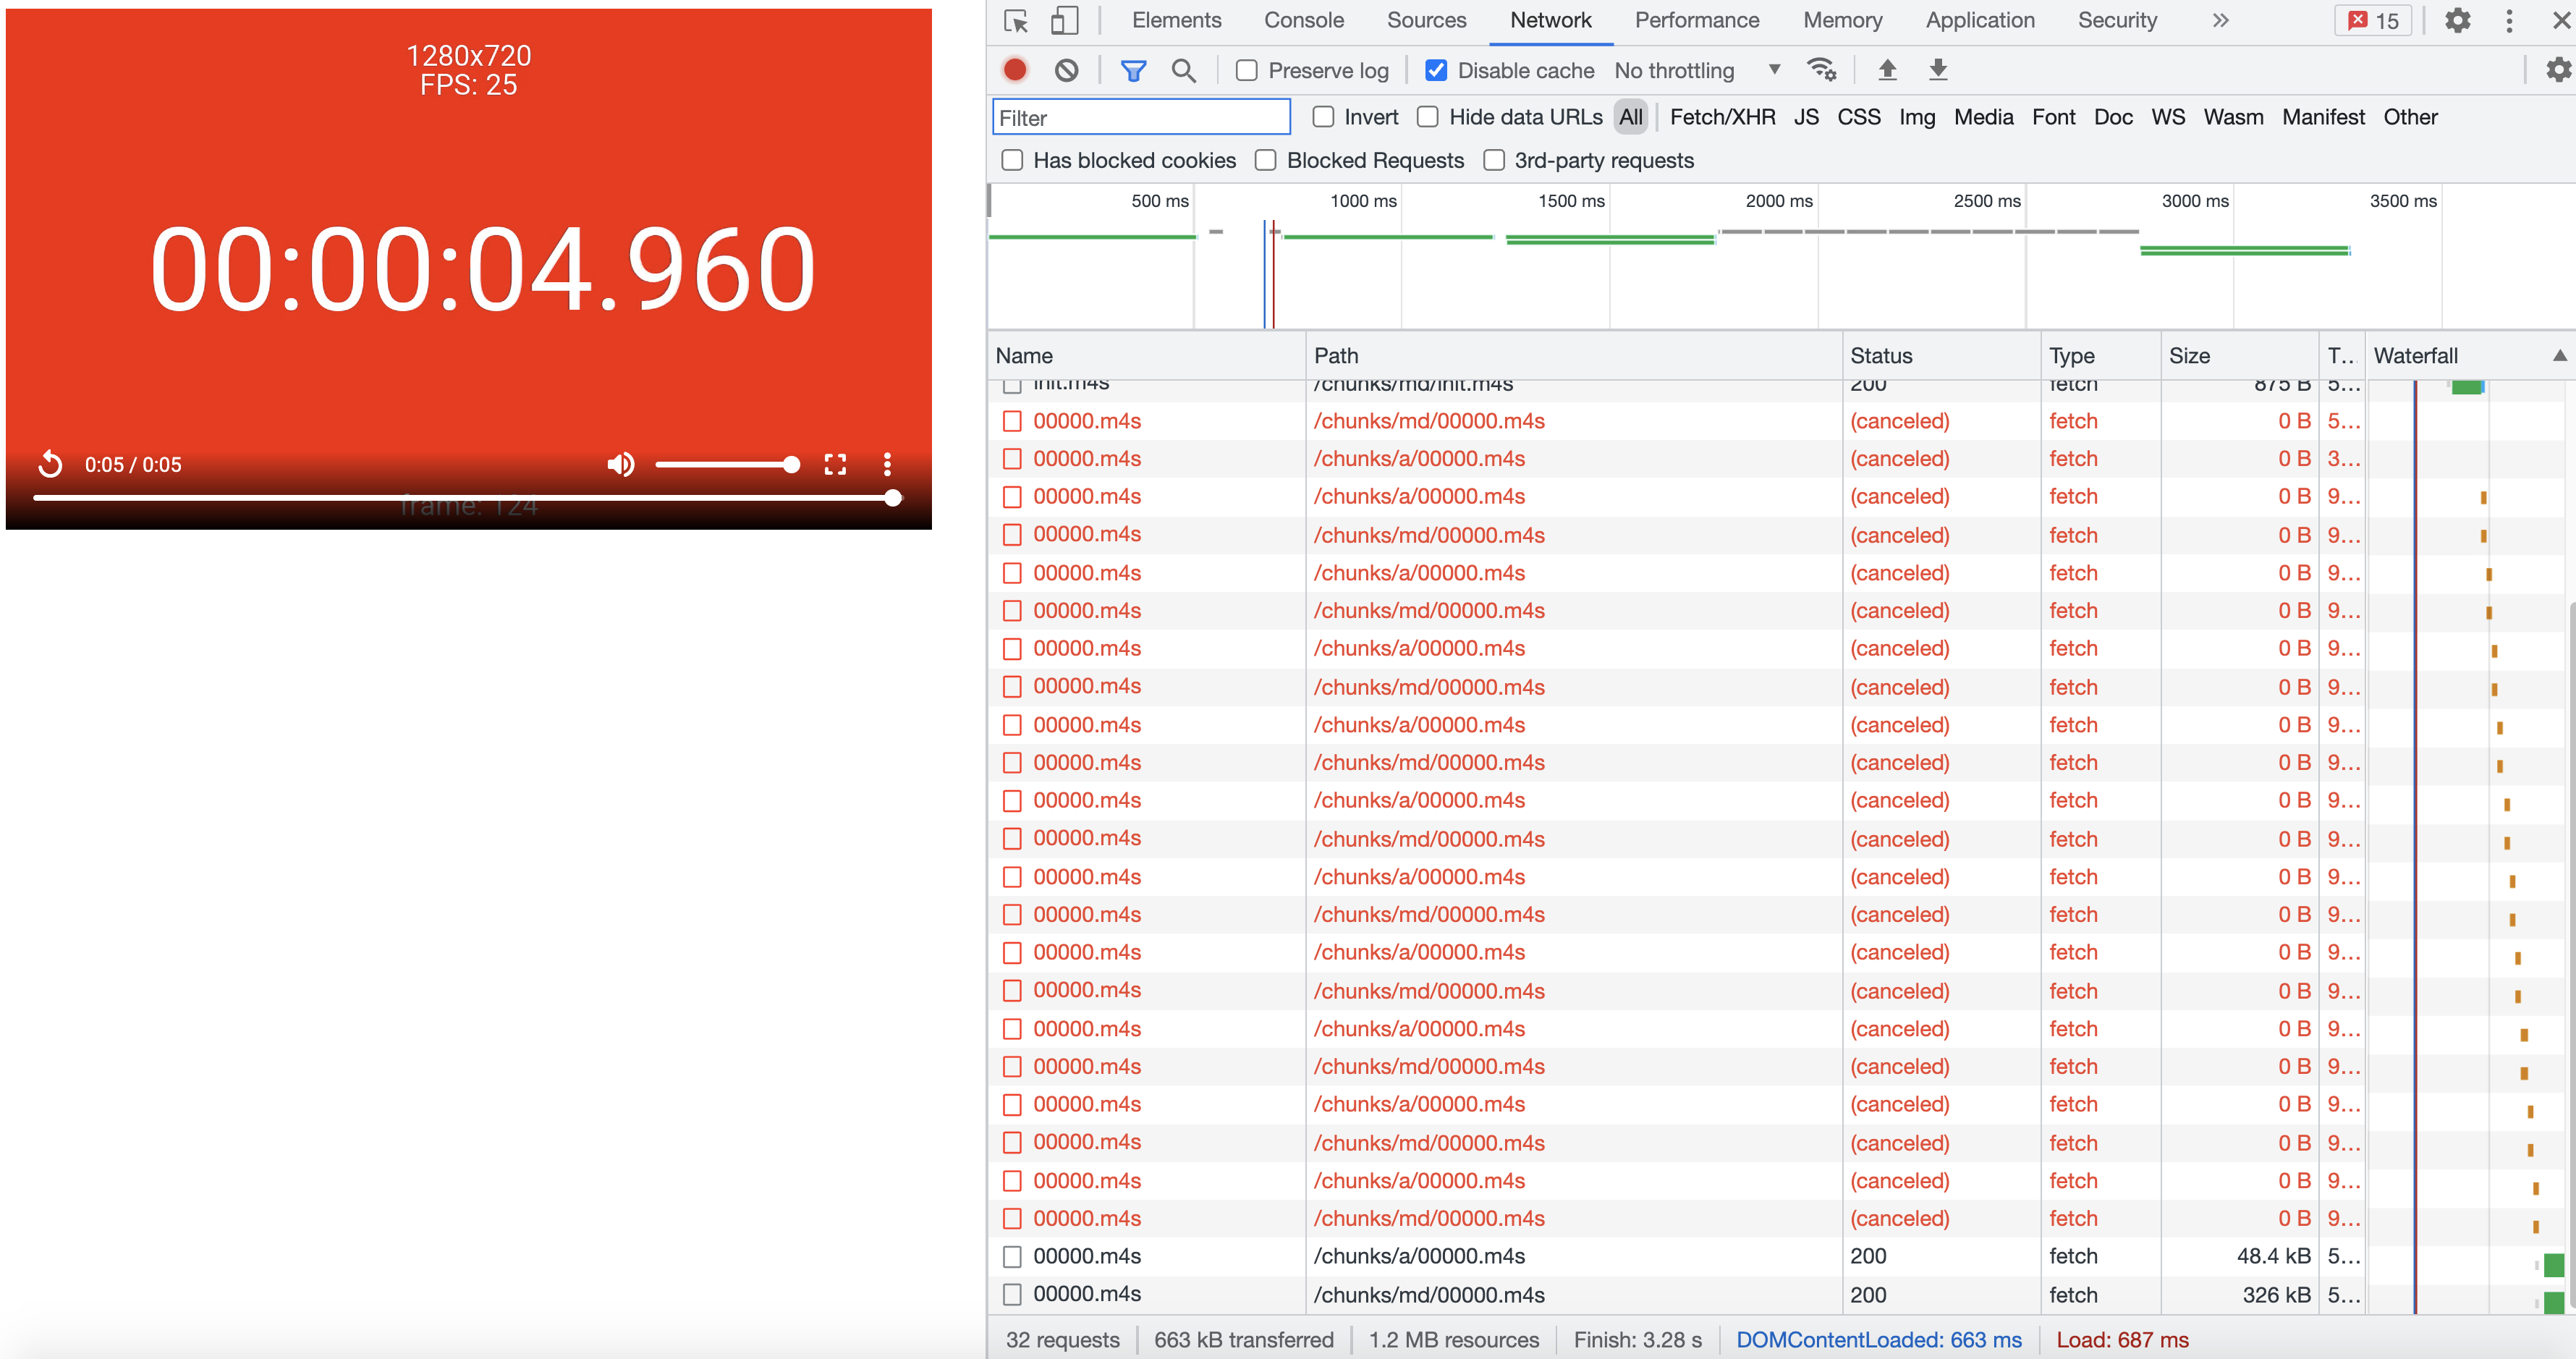 1280x720
FPS: 25
00:00:04.960
0:05 / 0:05
frame: 124
Elements Console Sources Network Performance Memory Application Security » 15
Preserve log Disable cache No throttling
Filter Invert Hide data URLs All Fetch/XHR JS CSS Img Media Font Doc WS Wasm Manifest Other
Has blocked cookies Blocked Requests 3rd-party requests
500 ms 1000 ms 1500 ms 2000 ms 2500 ms 3000 ms 3500 ms
Name Path Status Type Size T... Waterfall
init.m4s /chunks/md/init.m4s 200 fetch 875 B 5...
00000.m4s /chunks/md/00000.m4s (canceled) fetch 0 B 5...
00000.m4s /chunks/a/00000.m4s (canceled) fetch 0 B 3...
00000.m4s /chunks/a/00000.m4s (canceled) fetch 0 B 9...
00000.m4s /chunks/md/00000.m4s (canceled) fetch 0 B 9...
00000.m4s /chunks/a/00000.m4s (canceled) fetch 0 B 9...
00000.m4s /chunks/md/00000.m4s (canceled) fetch 0 B 9...
00000.m4s /chunks/a/00000.m4s (canceled) fetch 0 B 9...
00000.m4s /chunks/md/00000.m4s (canceled) fetch 0 B 9...
00000.m4s /chunks/a/00000.m4s (canceled) fetch 0 B 9...
00000.m4s /chunks/md/00000.m4s (canceled) fetch 0 B 9...
00000.m4s /chunks/a/00000.m4s (canceled) fetch 0 B 9...
00000.m4s /chunks/md/00000.m4s (canceled) fetch 0 B 9...
00000.m4s /chunks/a/00000.m4s (canceled) fetch 0 B 9...
00000.m4s /chunks/md/00000.m4s (canceled) fetch 0 B 9...
00000.m4s /chunks/a/00000.m4s (canceled) fetch 0 B 9...
00000.m4s /chunks/md/00000.m4s (canceled) fetch 0 B 9...
00000.m4s /chunks/a/00000.m4s (canceled) fetch 0 B 9...
00000.m4s /chunks/md/00000.m4s (canceled) fetch 0 B 9...
00000.m4s /chunks/a/00000.m4s (canceled) fetch 0 B 9...
00000.m4s /chunks/md/00000.m4s (canceled) fetch 0 B 9...
00000.m4s /chunks/a/00000.m4s (canceled) fetch 0 B 9...
00000.m4s /chunks/md/00000.m4s (canceled) fetch 0 B 9...
00000.m4s /chunks/a/00000.m4s 200 fetch 48.4 kB 5...
00000.m4s /chunks/md/00000.m4s 200 fetch 326 kB 5...
32 requests 663 kB transferred 1.2 MB resources Finish: 3.28 s DOMContentLoaded: 663 ms Load: 687 ms